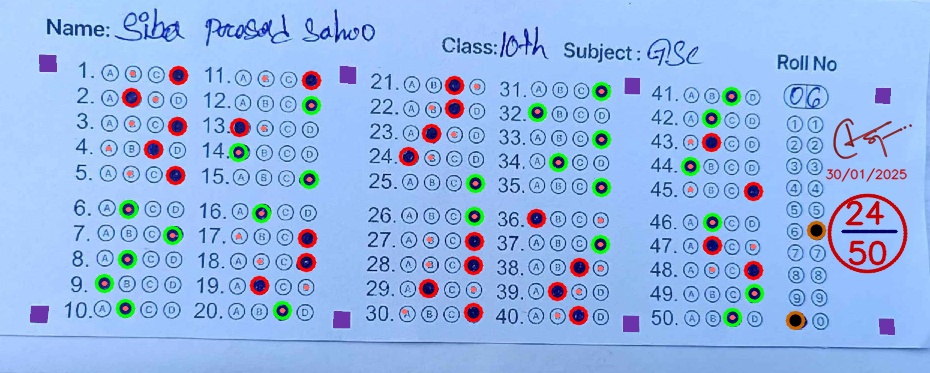 Name: Siba Prasad Sahoo
Class: 10th Subject: GSc
Roll No
06
1. A B C
2. A C D
3. A B C
4. A B D
5. A B C
6. A C D
7. A B C
8. A C D
9. B C D
10. A C D
11. A B C
12. A B C
13. B C D
14. B C D
15. A B C
16. A C D
17. A B C
18. A B C
19. A C D
20. A B D
21. A B D
22. A B D
23. A C D
24. B C D
25. A B C
26. A B C
27. A B C
28. A B C
29. A C D
30. A B C
31. A B C
32. B C D
33. A B C
34. A C D
35. A B C
36. B C D
37. A B C
38. A B D
39. A C D
40. A B D
41. A B D
42. A C D
43. A C D
44. B C D
45. A B C
46. A C D
47. A C D
48. A B C
49. A B C
50. A B D
1 1
2 2
3 3
4 4
5 5
6
7 7
8 8
9 9
0
30/01/2025
24
50